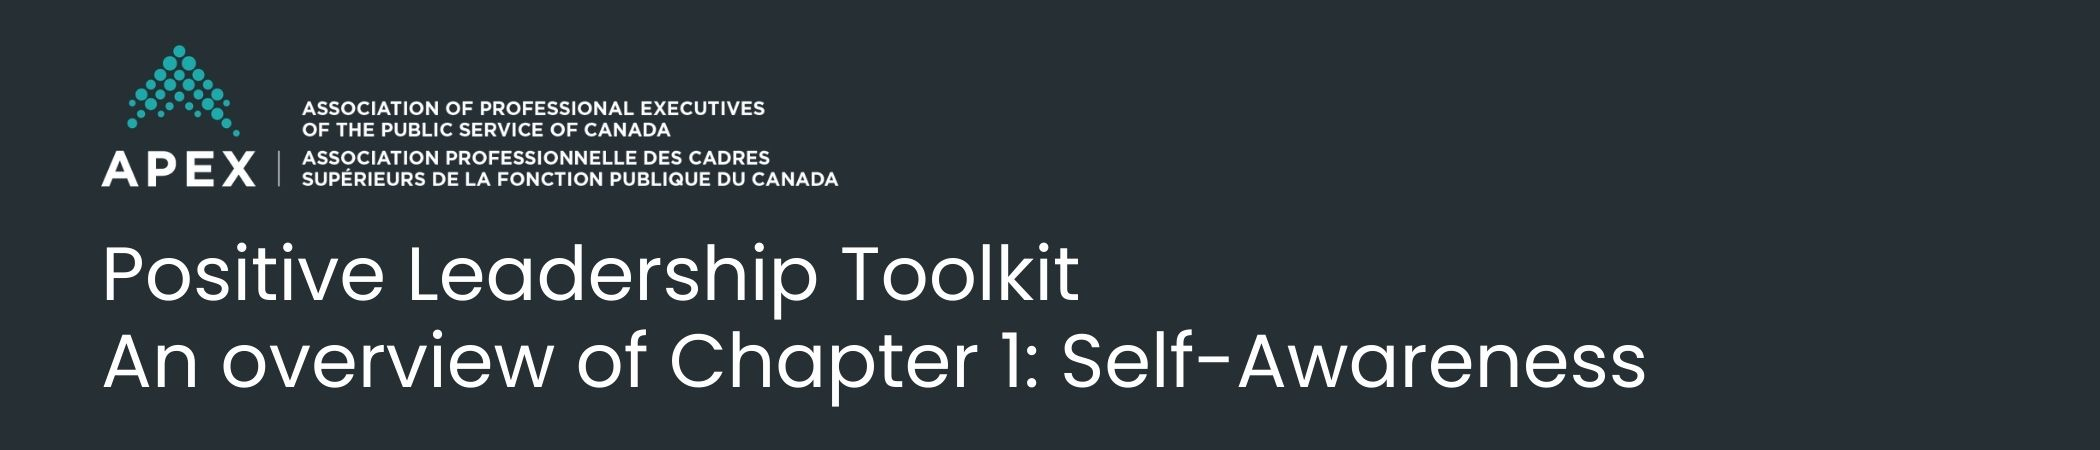 APEX
ASSOCIATION OF PROFESSIONAL EXECUTIVES
OF THE PUBLIC SERVICE OF CANADA
ASSOCIATION PROFESSIONNELLE DES CADRES
SUPÉRIEURS DE LA FONCTION PUBLIQUE DU CANADA
Positive Leadership Toolkit
An overview of Chapter 1: Self-Awareness